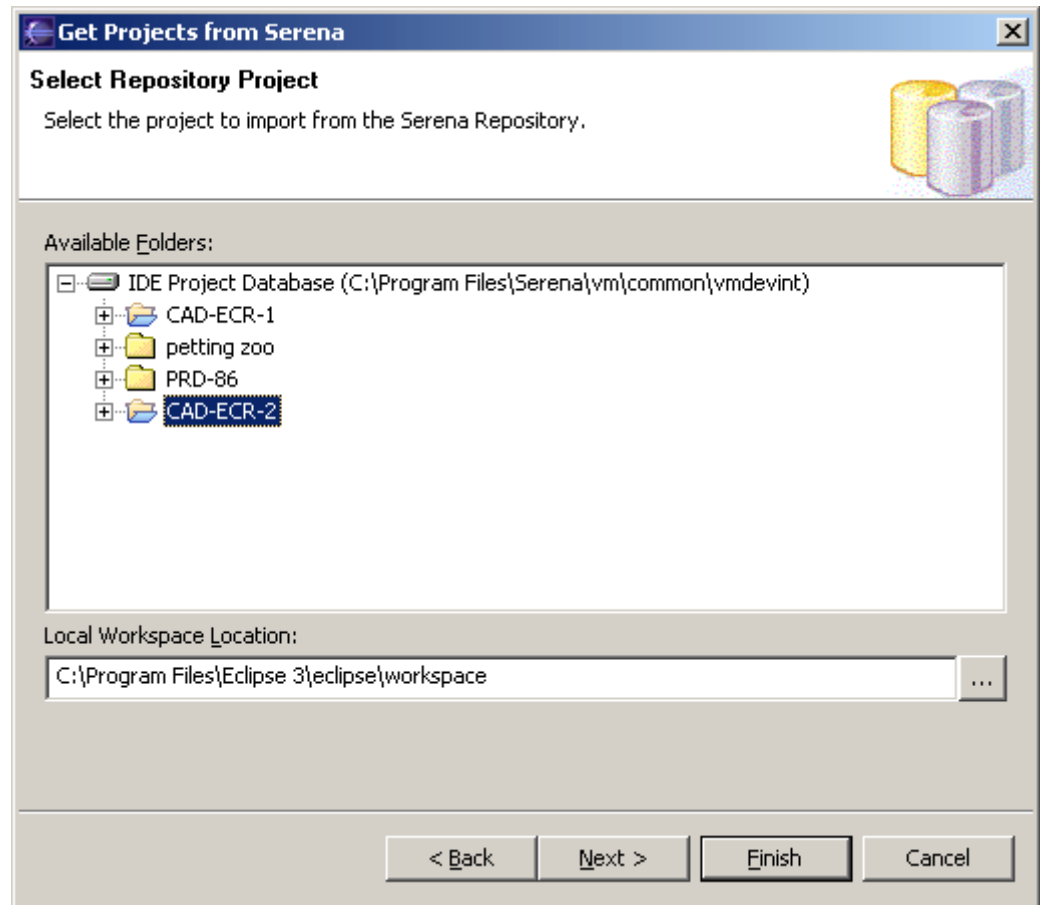 Get Projects from Serena
Select Repository Project
Select the project to import from the Serena Repository.
Available Folders:
IDE Project Database (C:\Program Files\Serena\vm\common\vmdevint)
CAD-ECR-1
petting zoo
PRD-86
CAD-ECR-2
Local Workspace Location:
C:\Program Files\Eclipse 3\eclipse\workspace
...
< Back Next > Finish Cancel